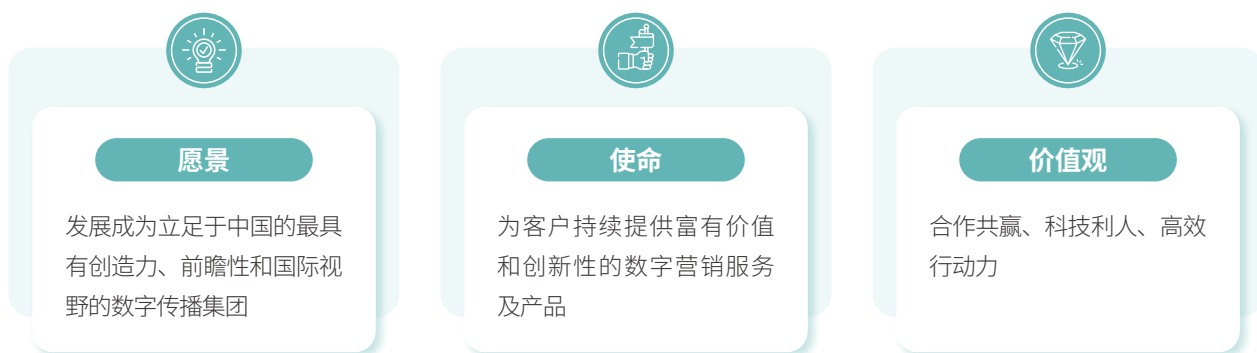 愿景
发展成为立足于中国的最具
有创造力、前瞻性和国际视
野的数字传播集团
使命
为客户持续提供富有价值
和创新性的数字营销服务
及产品
价值观
合作共赢、科技利人、高效
行动力